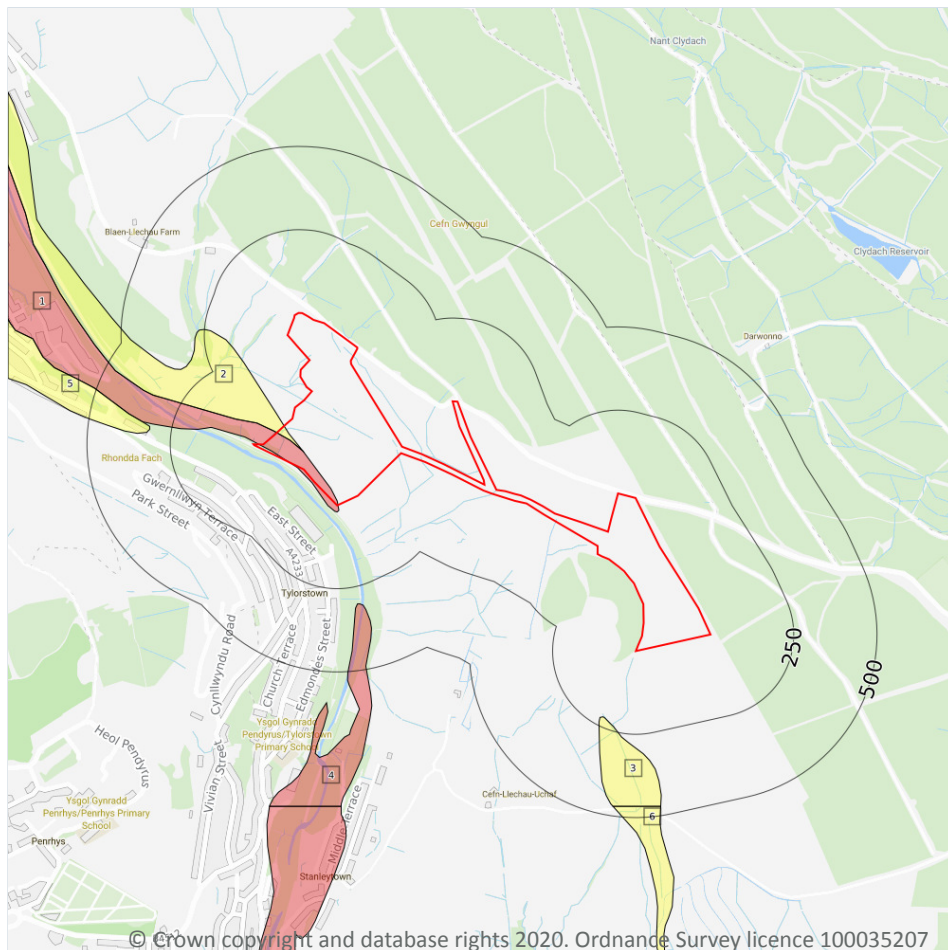 Nant Clydach
Cefn Gwyngul
Blaen-Llechau Farm
Clydach Reservoir
1
Darwonno
2
5
Rhondda Fach
Gwernllwyn Terrace
Park Street
East Street
A4233
Tylorstown
Cynllwyndu Road
Church Terrace
Edmondes Street
250
500
Ysgol Gynradd
Pendyrus/Tylorstown
Primary School
Heol Pendyrus
Vivian Street
4
3
Cefn-Llechau-Uchaf
6
Ysgol Gynradd
Penrhys/Penrhys Primary
School
Middle Terrace
Penrhys
Stanleytown
© Crown copyright and database rights 2020. Ordnance Survey licence 100035207